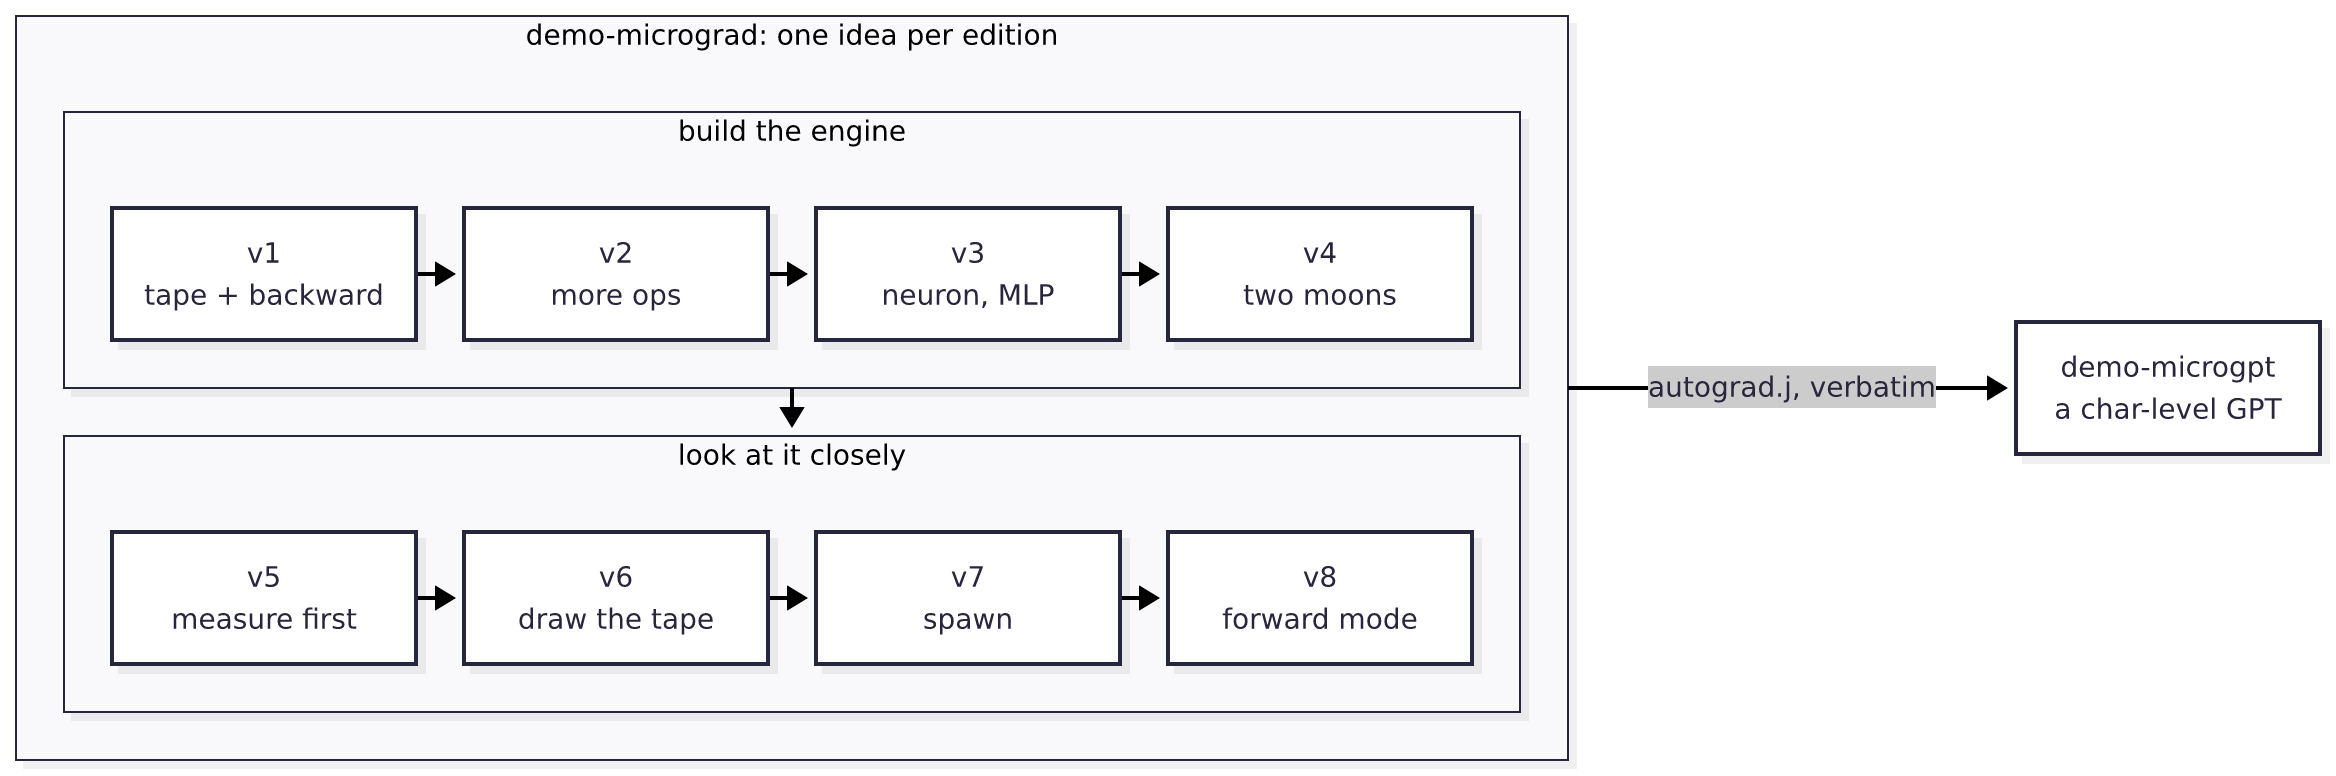 demo-micrograd: one idea per edition
build the engine
v1
tape + backward
v2
more ops
v3
neuron, MLP
v4
two moons
look at it closely
v5
measure first
v6
draw the tape
v7
spawn
v8
forward mode
autograd.j, verbatim
demo-microgpt
a char-level GPT